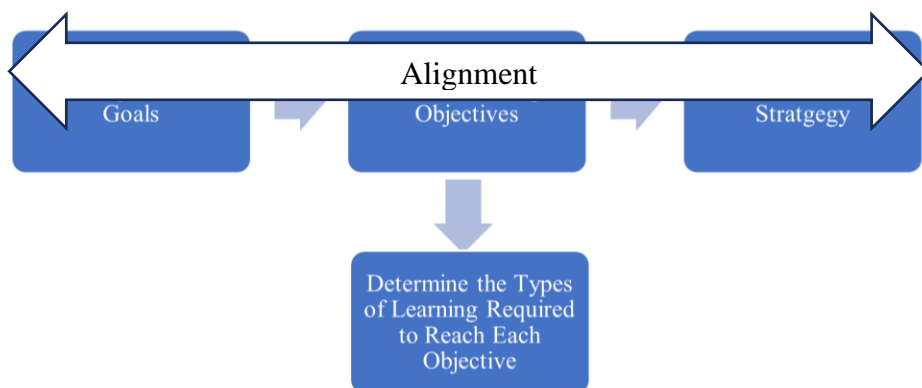 Alignment
Goals
Objectives
Stratgegy
Determine the Types
of Learning Required
to Reach Each
Objective